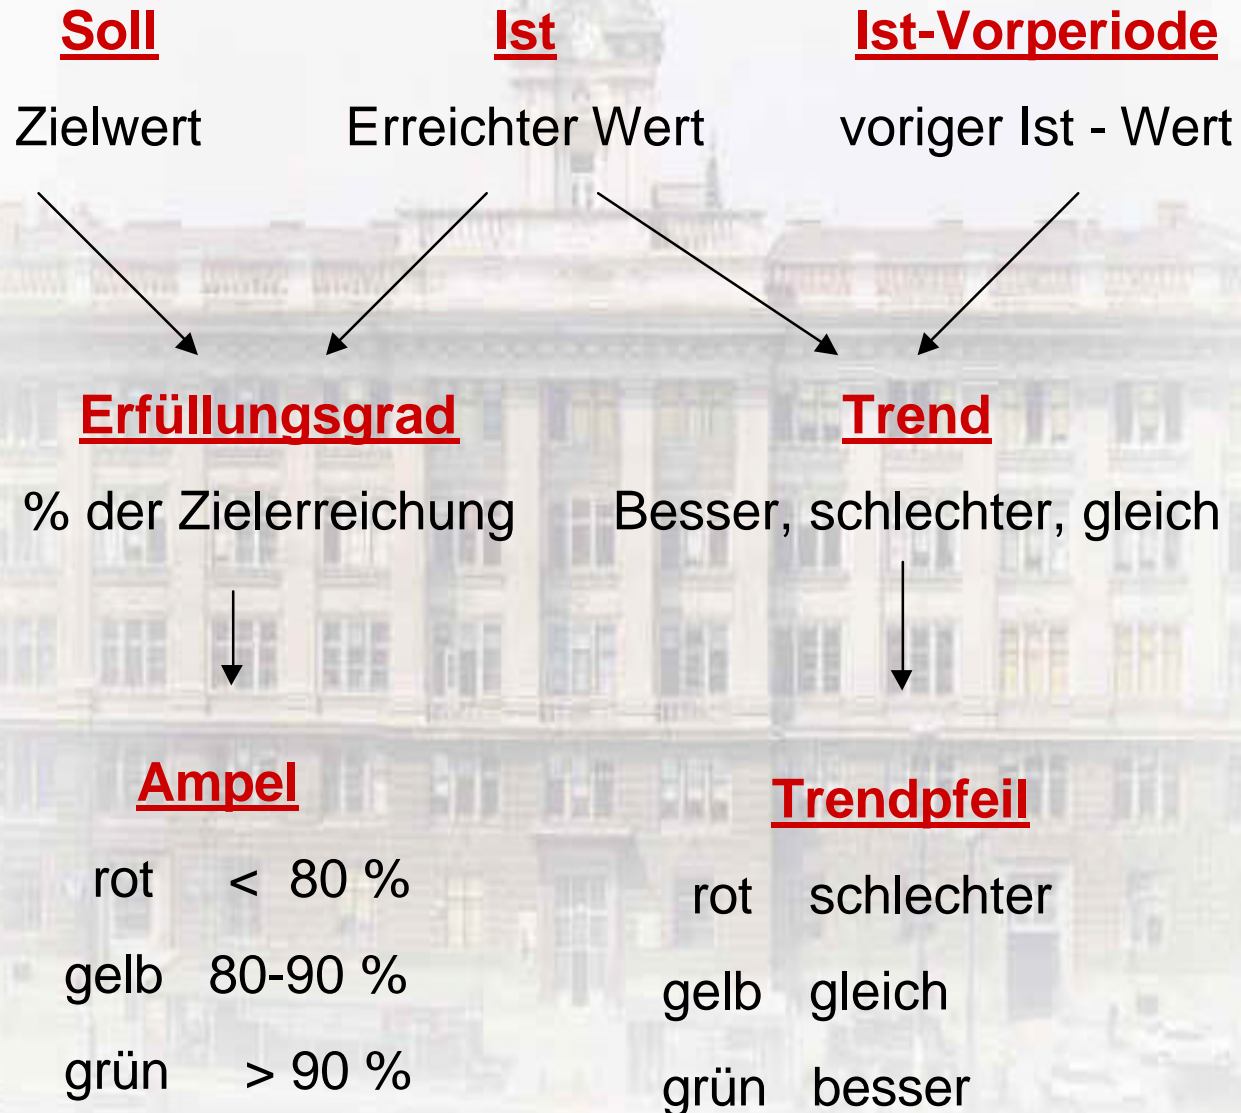 Soll Ist Ist-Vorperiode
Zielwert Erreichter Wert voriger Ist - Wert
Erfüllungsgrad Trend
% der Zielerreichung Besser, schlechter, gleich
Ampel
rot < 80 %
gelb 80-90 %
grün > 90 %
Trendpfeil
rot schlechter
gelb gleich
grün besser